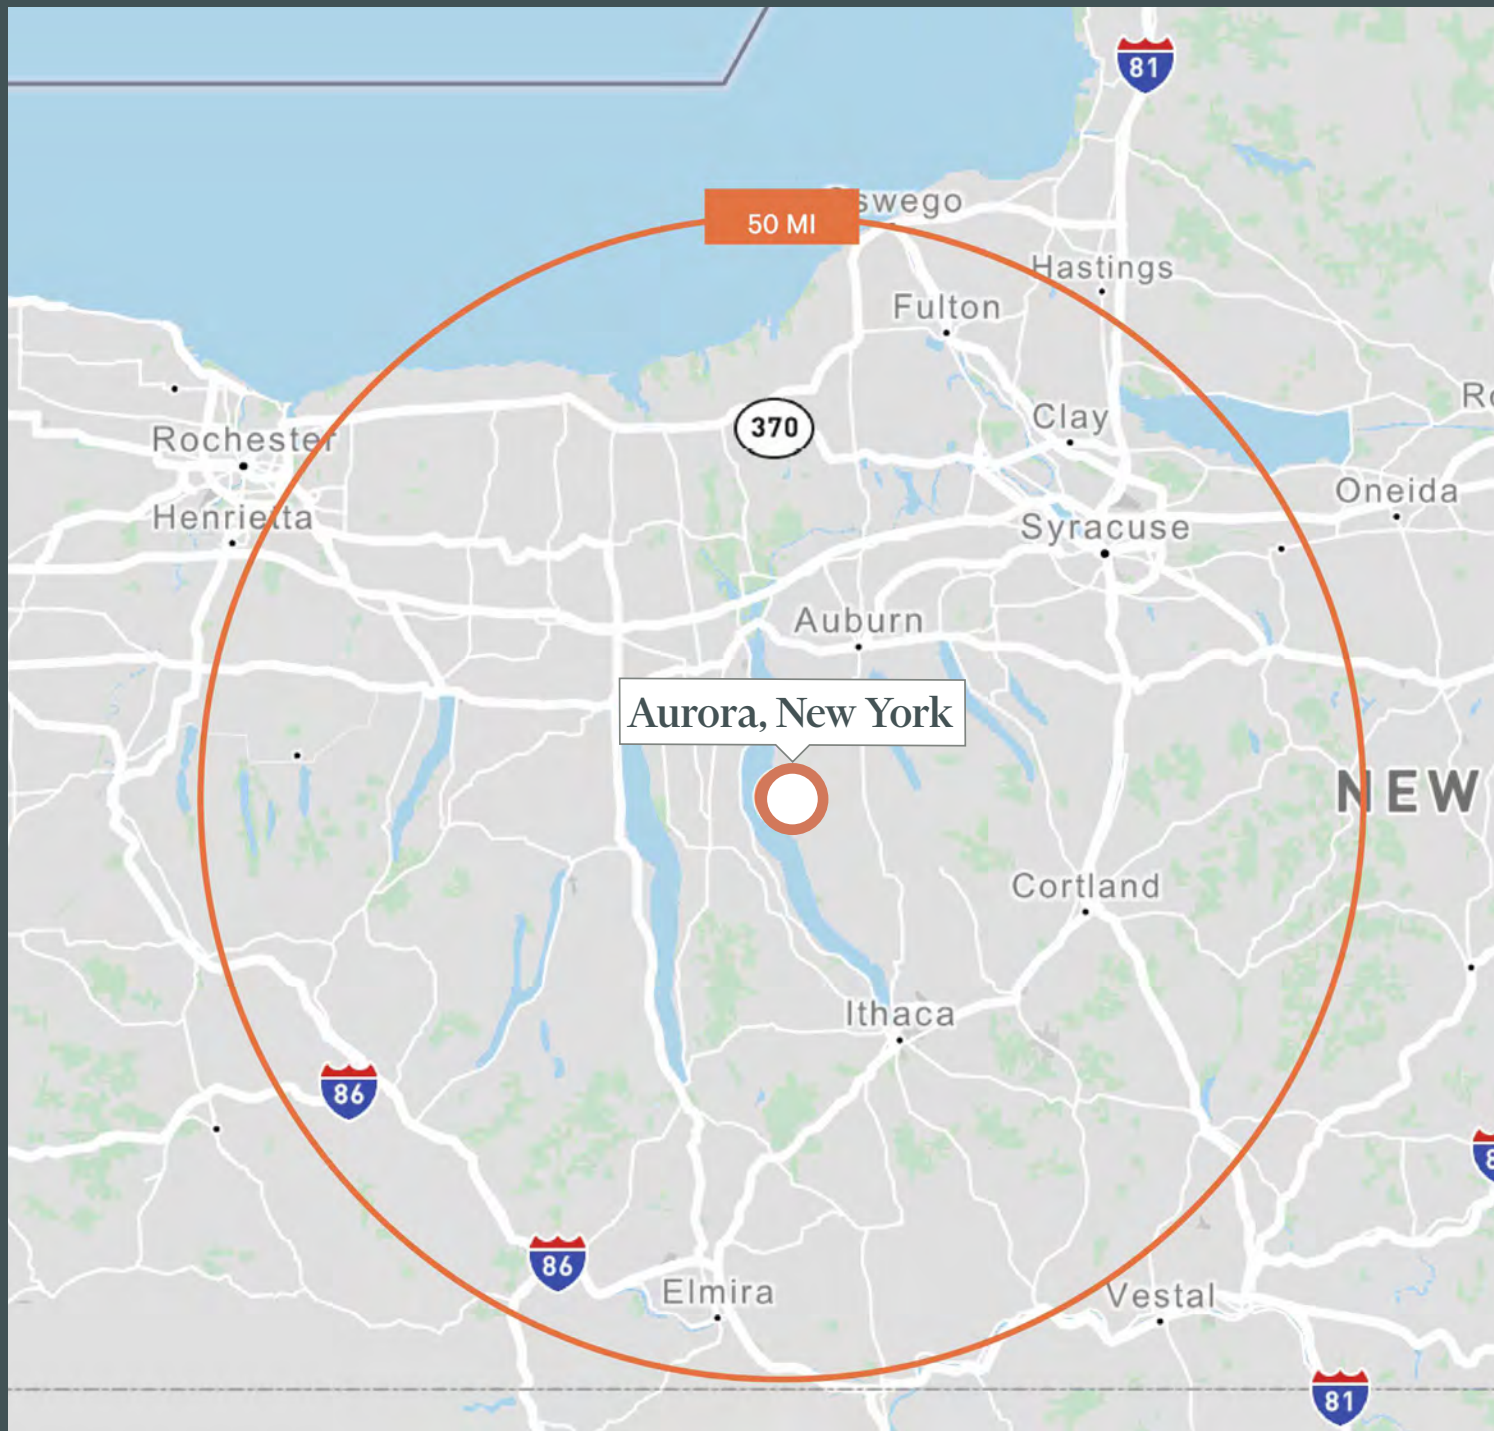 81
swego
50 MI
Hastings
Fulton
370
Clay
Rochester
Henrietta
Oneida
Syracuse
Auburn
Aurora, New York
NEW
Cortland
Ithaca
86
86
Elmira
Vestal
81